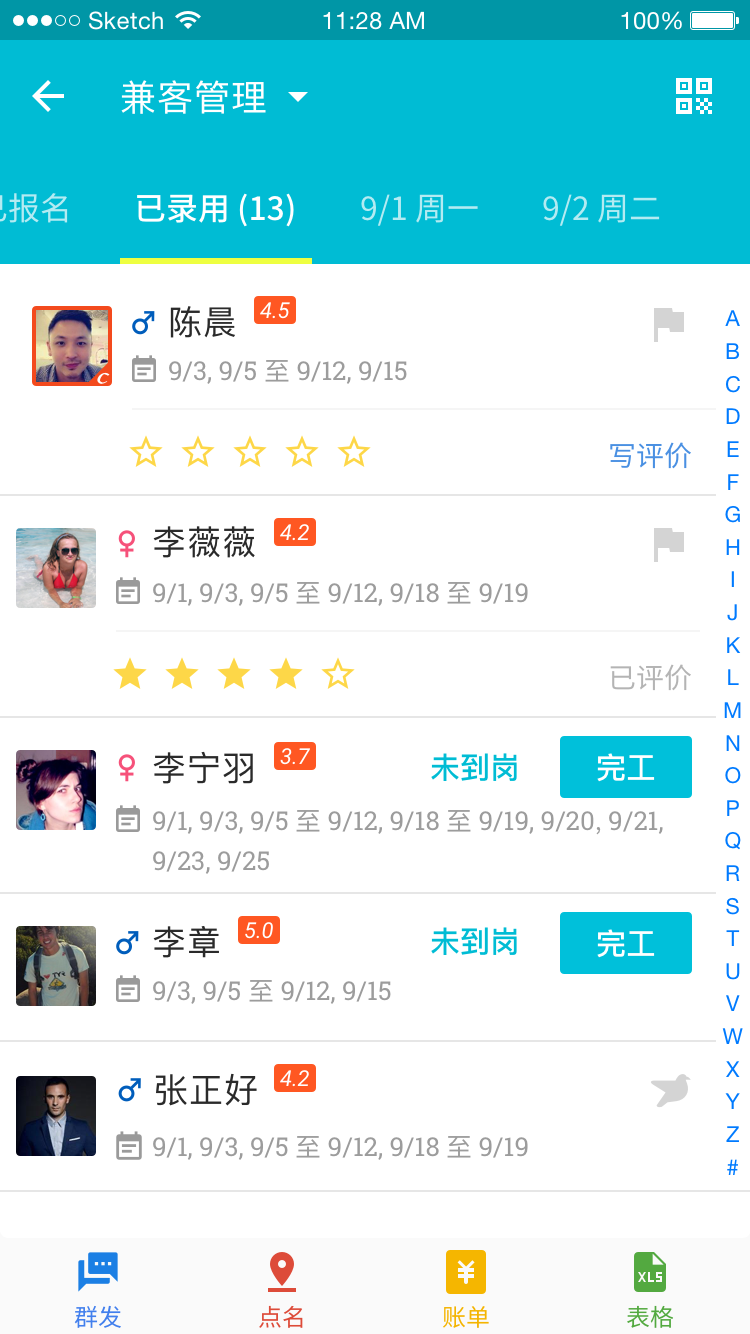 Sketch 11:28 AM 100%
兼客管理
已报名 已录用 (13) 9/1 周一 9/2 周二
陈晨 4.5
C
9/3, 9/5 至 9/12, 9/15
写评价
李薇薇 4.2
9/1, 9/3, 9/5 至 9/12, 9/18 至 9/19
已评价
李宁羽 3.7 未到岗 完工
9/1, 9/3, 9/5 至 9/12, 9/18 至 9/19, 9/20, 9/21,
9/23, 9/25
李章 5.0 未到岗 完工
9/3, 9/5 至 9/12, 9/15
张正好 4.2
9/1, 9/3, 9/5 至 9/12, 9/18 至 9/19
A
B
C
D
E
F
G
H
I
J
K
L
M
N
O
P
Q
R
S
T
U
V
W
X
Y
Z
#
¥ XLS
群发 点名 账单 表格